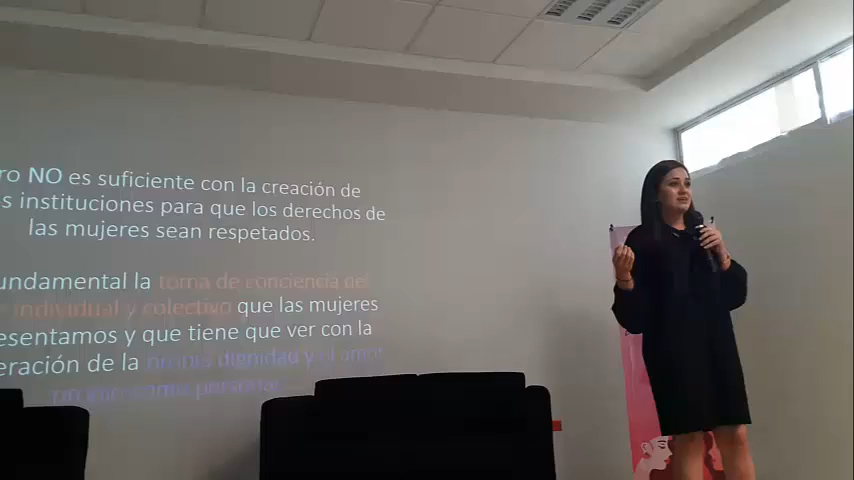 ro NO es suficiente con la creación de
s instituciones para que los derechos de
las mujeres sean respetados.
undamental la toma de conciencia del
individual y colectivo que las mujeres
esentamos y que tiene que ver con la
eración de la dignidad y el amor